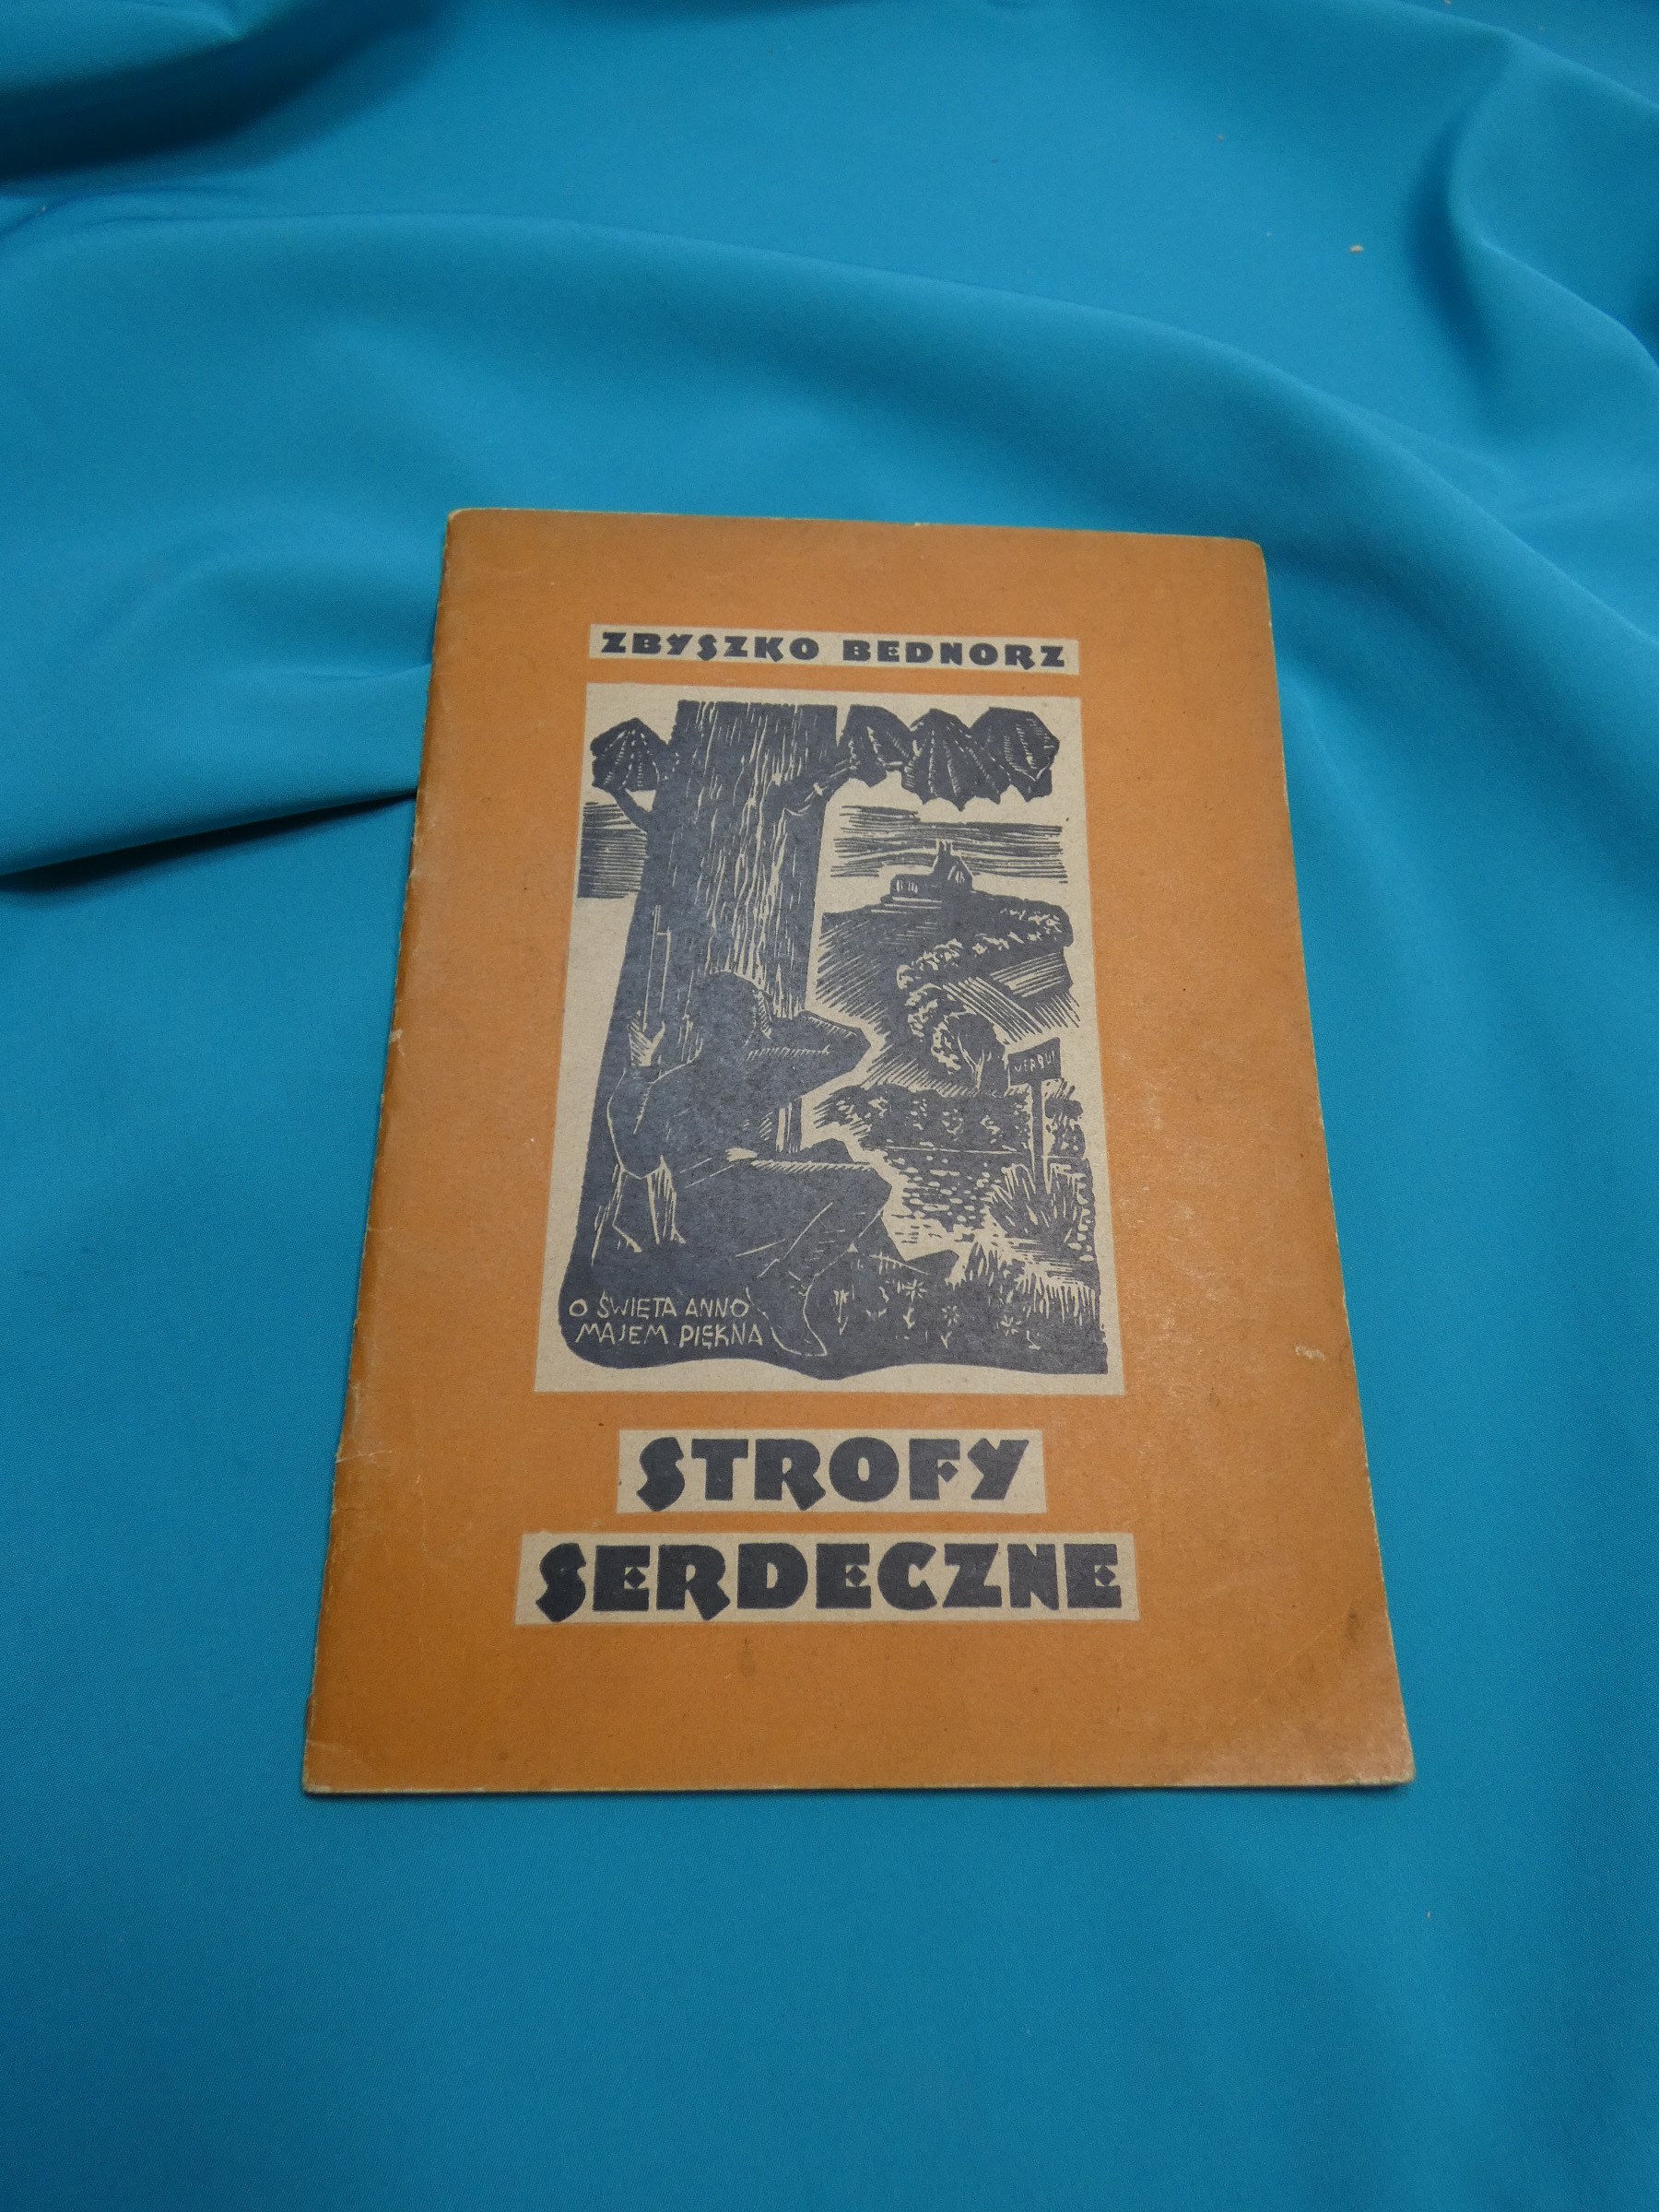 ZBYSZKO BEDNORZ
O ŚWIĘTA ANNO
MAJEM PIĘKNA
STROFY
SERDECZNE